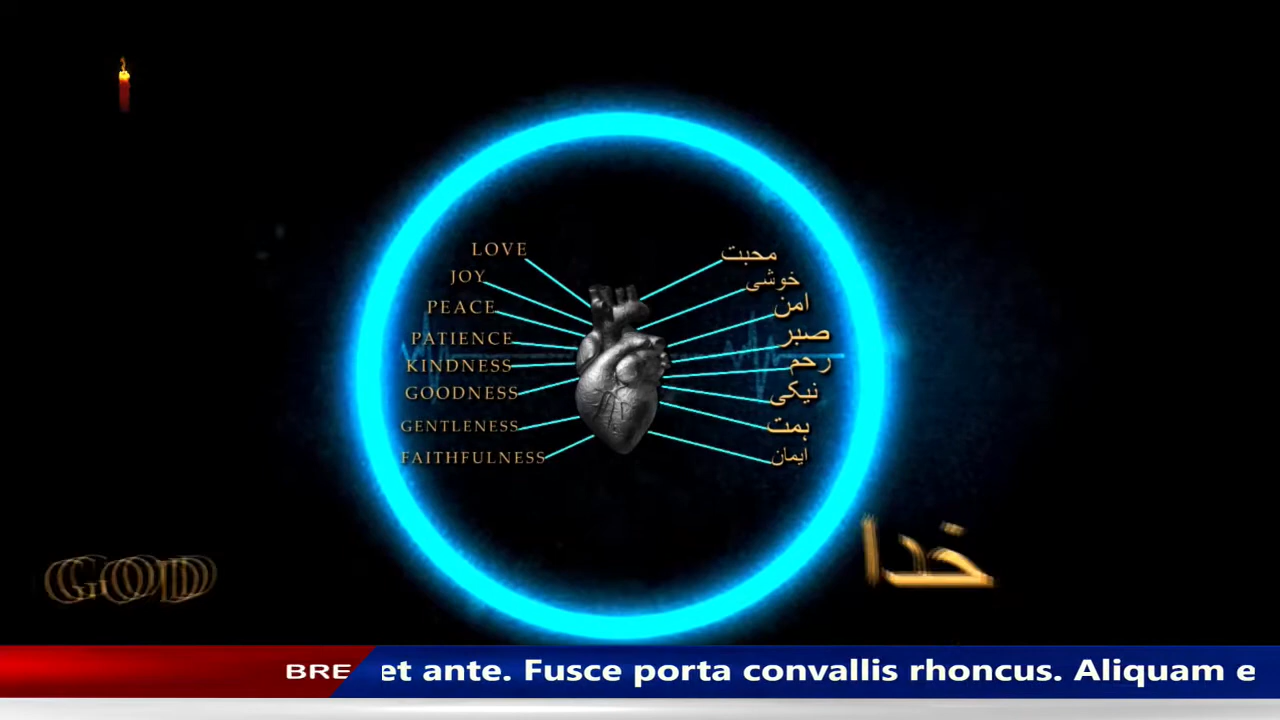 LOVE
JOY
PEACE
PATIENCE
KINDNESS
GOODNESS
GENTLENESS
FAITHFULNESS
محبت
خوشی
امن
صبر
رحم
نیکی
ہمت
ایمان
GOD
خدا
BRE
et ante. Fusce porta convallis rhoncus. Aliquam e